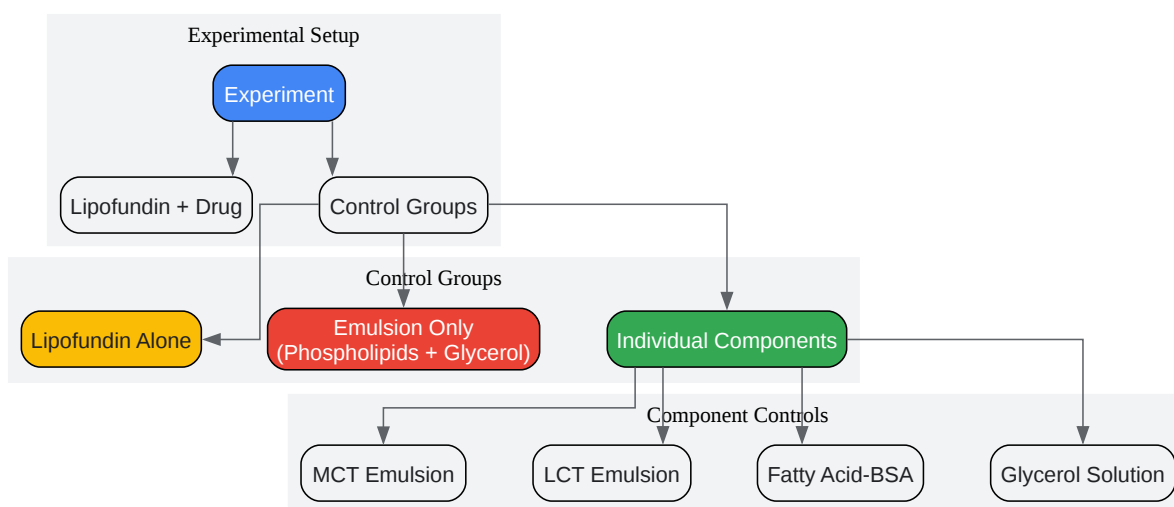 Experimental Setup
Experiment
Lipofundin + Drug
Control Groups
Control Groups
Lipofundin Alone
Emulsion Only
(Phospholipids + Glycerol)
Individual Components
Component Controls
MCT Emulsion
LCT Emulsion
Fatty Acid-BSA
Glycerol Solution